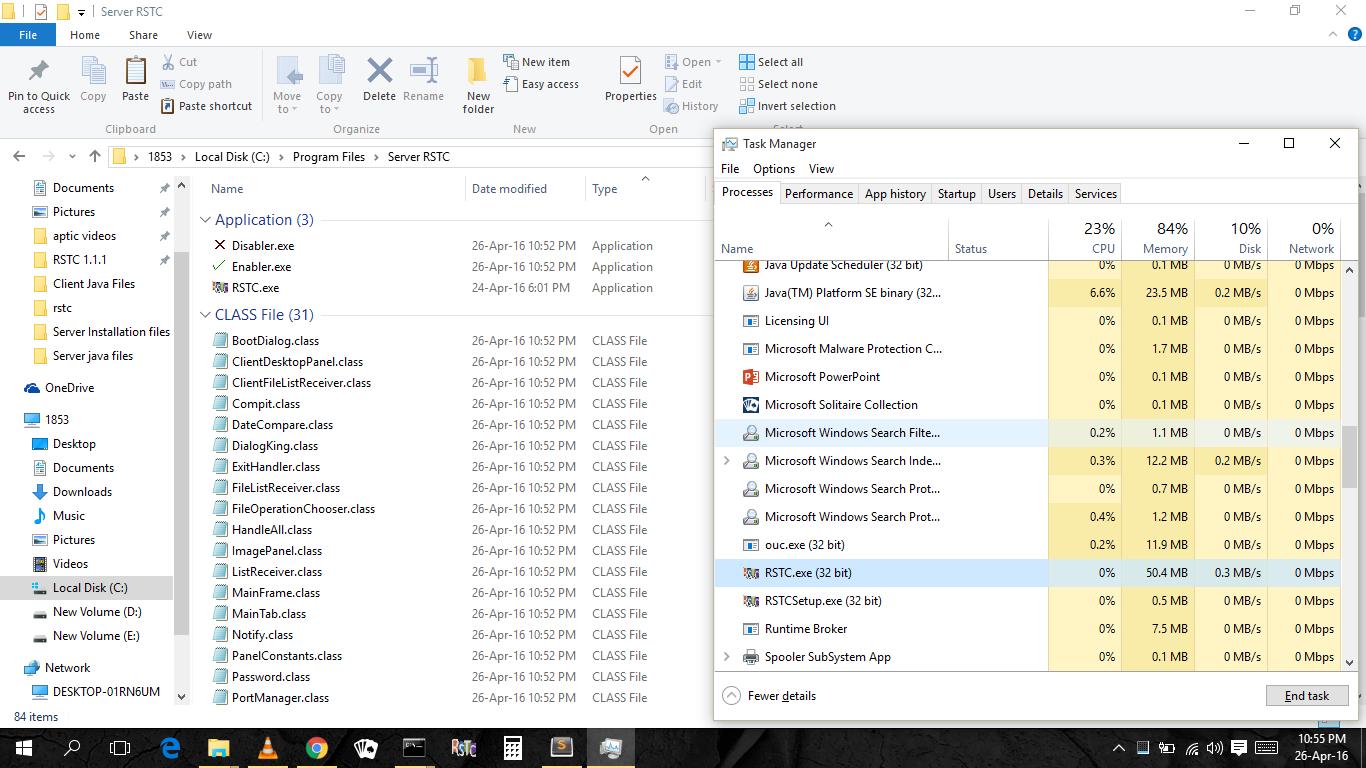 Server RSTC
File Home Share View
Pin to Quick access
Copy
Paste
Cut
Copy path
Paste shortcut
Clipboard
Move to
Copy to
Delete
Rename
Organize
New folder
New item
Easy access
New
Properties
Open
Edit
History
Open
Select all
Select none
Invert selection
1853 Local Disk (C:) Program Files Server RSTC
Documents
Pictures
aptic videos
RSTC 1.1.1
Client Java Files
rstc
Server Installation files
Server java files
OneDrive
1853
Desktop
Documents
Downloads
Music
Pictures
Videos
Local Disk (C:)
New Volume (D:)
New Volume (E:)
Network
DESKTOP-01RN6UM
84 items
Name Date modified Type
Application (3)
Disabler.exe 26-Apr-16 10:52 PM Application
Enabler.exe 26-Apr-16 10:52 PM Application
RSTC.exe 24-Apr-16 6:01 PM Application
CLASS File (31)
BootDialog.class 26-Apr-16 10:52 PM CLASS File
ClientDesktopPanel.class 26-Apr-16 10:52 PM CLASS File
ClientFileListReceiver.class 26-Apr-16 10:52 PM CLASS File
Compit.class 26-Apr-16 10:52 PM CLASS File
DateCompare.class 26-Apr-16 10:52 PM CLASS File
DialogKing.class 26-Apr-16 10:52 PM CLASS File
ExitHandler.class 26-Apr-16 10:52 PM CLASS File
FileListReceiver.class 26-Apr-16 10:52 PM CLASS File
FileOperationChooser.class 26-Apr-16 10:52 PM CLASS File
HandleAll.class 26-Apr-16 10:52 PM CLASS File
ImagePanel.class 26-Apr-16 10:52 PM CLASS File
ListReceiver.class 26-Apr-16 10:52 PM CLASS File
MainFrame.class 26-Apr-16 10:52 PM CLASS File
MainTab.class 26-Apr-16 10:52 PM CLASS File
Notify.class 26-Apr-16 10:52 PM CLASS File
PanelConstants.class 26-Apr-16 10:52 PM CLASS File
Password.class 26-Apr-16 10:52 PM CLASS File
PortManager.class 26-Apr-16 10:52 PM CLASS File
Task Manager
File Options View
Processes Performance App history Startup Users Details Services
23% 84% 10% 0%
Name Status CPU Memory Disk Network
Java Update Scheduler (32 bit) 0% 0.1 MB 0 MB/s 0 Mbps
Java(TM) Platform SE binary (32... 6.6% 23.5 MB 0.2 MB/s 0 Mbps
Licensing UI 0% 0.1 MB 0 MB/s 0 Mbps
Microsoft Malware Protection C... 0% 1.7 MB 0 MB/s 0 Mbps
Microsoft PowerPoint 0% 0.1 MB 0 MB/s 0 Mbps
Microsoft Solitaire Collection 0% 0.1 MB 0 MB/s 0 Mbps
Microsoft Windows Search Filte... 0.2% 1.1 MB 0 MB/s 0 Mbps
Microsoft Windows Search Inde... 0.3% 12.2 MB 0.2 MB/s 0 Mbps
Microsoft Windows Search Prot... 0% 0.7 MB 0 MB/s 0 Mbps
Microsoft Windows Search Prot... 0.4% 1.2 MB 0 MB/s 0 Mbps
ouc.exe (32 bit) 0.2% 11.9 MB 0 MB/s 0 Mbps
RSTC.exe (32 bit) 0% 50.4 MB 0.3 MB/s 0 Mbps
RSTCSetup.exe (32 bit) 0% 0.5 MB 0 MB/s 0 Mbps
Runtime Broker 0% 7.5 MB 0 MB/s 0 Mbps
Spooler SubSystem App 0% 0.1 MB 0 MB/s 0 Mbps
Fewer details
End task
RSTC
10:55 PM
26-Apr-16